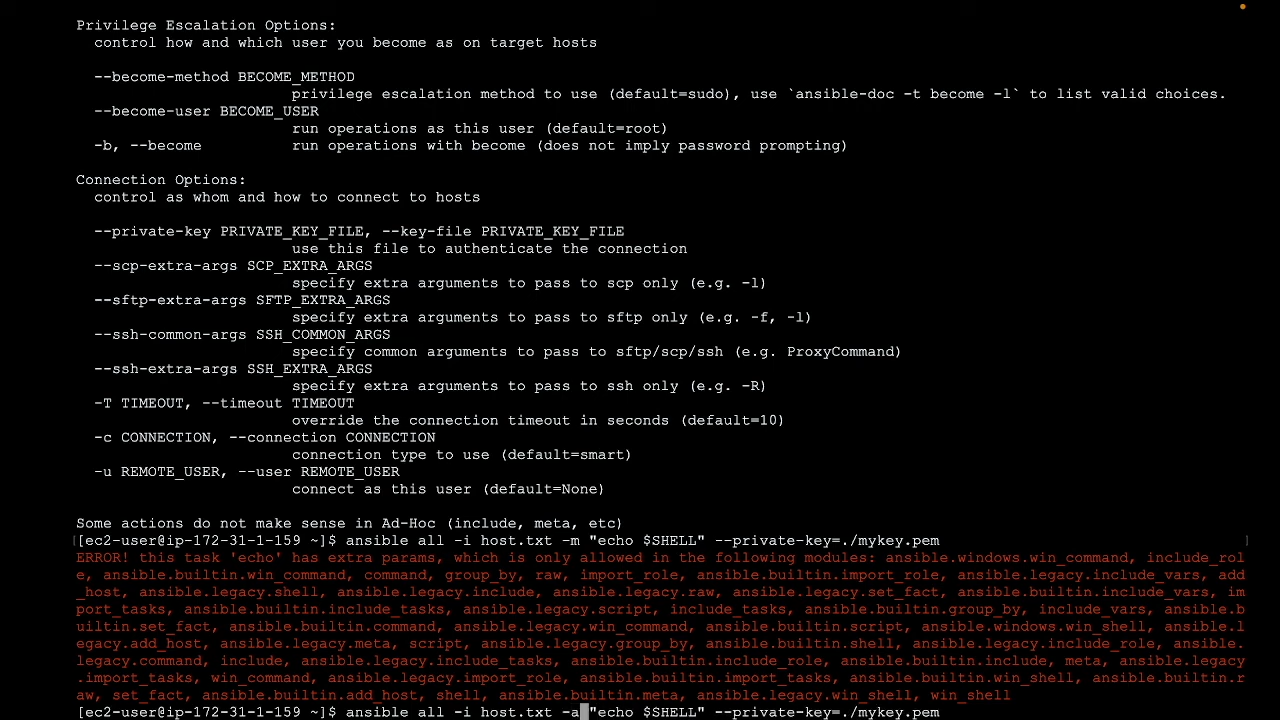 Privilege Escalation Options:
control how and which user you become as on target hosts
--become-method BECOME_METHOD
privilege escalation method to use (default=sudo), use `ansible-doc -t become -l` to list valid choices.
--become-user BECOME_USER
run operations as this user (default=root)
-b, --become run operations with become (does not imply password prompting)
Connection Options:
control as whom and how to connect to hosts
--private-key PRIVATE_KEY_FILE, --key-file PRIVATE_KEY_FILE
use this file to authenticate the connection
--scp-extra-args SCP_EXTRA_ARGS
specify extra arguments to pass to scp only (e.g. -l)
--sftp-extra-args SFTP_EXTRA_ARGS
specify extra arguments to pass to sftp only (e.g. -f, -l)
--ssh-common-args SSH_COMMON_ARGS
specify common arguments to pass to sftp/scp/ssh (e.g. ProxyCommand)
--ssh-extra-args SSH_EXTRA_ARGS
specify extra arguments to pass to ssh only (e.g. -R)
-T TIMEOUT, --timeout TIMEOUT
override the connection timeout in seconds (default=10)
-c CONNECTION, --connection CONNECTION
connection type to use (default=smart)
-u REMOTE_USER, --user REMOTE_USER
connect as this user (default=None)
Some actions do not make sense in Ad-Hoc (include, meta, etc)
[[ec2-user@ip-172-31-1-159 ~]$ ansible all -i host.txt -m "echo $SHELL" --private-key=./mykey.pem ]
ERROR! this task 'echo' has extra params, which is only allowed in the following modules: ansible.windows.win_command, include_rol
e, ansible.builtin.win_command, command, group_by, raw, import_role, ansible.builtin.import_role, ansible.legacy.include_vars, add
_host, ansible.legacy.shell, ansible.legacy.include, ansible.legacy.raw, ansible.legacy.set_fact, ansible.builtin.include_vars, im
port_tasks, ansible.builtin.include_tasks, ansible.legacy.script, include_tasks, ansible.builtin.group_by, include_vars, ansible.b
uiltin.set_fact, ansible.builtin.command, ansible.legacy.win_command, ansible.builtin.script, ansible.windows.win_shell, ansible.l
egacy.add_host, ansible.legacy.meta, script, ansible.legacy.group_by, ansible.builtin.shell, ansible.legacy.include_role, ansible.
legacy.command, include, ansible.legacy.include_tasks, ansible.builtin.include_role, ansible.builtin.include, meta, ansible.legacy
.import_tasks, win_command, ansible.legacy.import_role, ansible.builtin.import_tasks, ansible.builtin.win_shell, ansible.builtin.r
aw, set_fact, ansible.builtin.add_host, shell, ansible.builtin.meta, ansible.legacy.win_shell, win_shell
[ec2-user@ip-172-31-1-159 ~]$ ansible all -i host.txt -a "echo $SHELL" --private-key=./mykey.pem